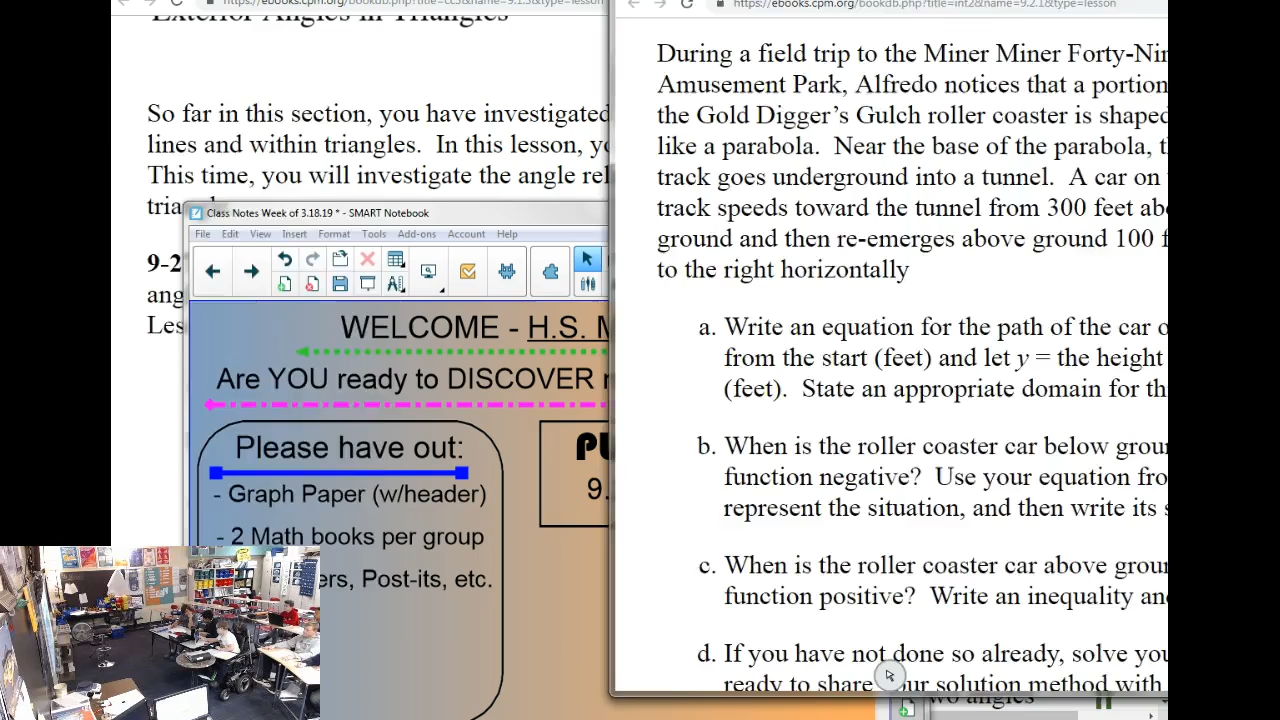 Exterior Angles in Triangles
https://ebooks.cpm.org/bookdb.php?title=cc3&name=9.1.3&type=lesson
So far in this section, you have investigated
lines and within triangles. In this lesson,
This time, you will investigate the angle
9-2
Les
Class Notes Week of 3.18.19 * - SMART Notebook
File Edit View Insert Format Tools Add-ons Account Help
WELCOME - H.S. M
Are YOU ready to DISCOVER
Please have out:
- Graph Paper (w/header)
- 2 Math books per group
ers, Post-its, etc.
PU
9.
https://ebooks.cpm.org/bookdb.php?title=int2&name=9.2.1&type=lesson
During a field trip to the Miner Miner Forty-Nin
Amusement Park, Alfredo notices that a portion
the Gold Digger’s Gulch roller coaster is shaped
like a parabola. Near the base of the parabola, t
track goes underground into a tunnel. A car on
track speeds toward the tunnel from 300 feet abo
ground and then re-emerges above ground 100 f
to the right horizontally
a. Write an equation for the path of the car o
from the start (feet) and let y = the height
(feet). State an appropriate domain for th
b. When is the roller coaster car below grou
function negative? Use your equation fro
represent the situation, and then write its s
c. When is the roller coaster car above grou
function positive? Write an inequality an
d. If you have not done so already, solve you
ready to share our solution method with
two angles